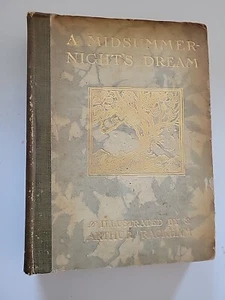 A MIDSUMMER-
NIGHT'S DREAM
ILLUSTRATED BY
ARTHUR RACKHAM